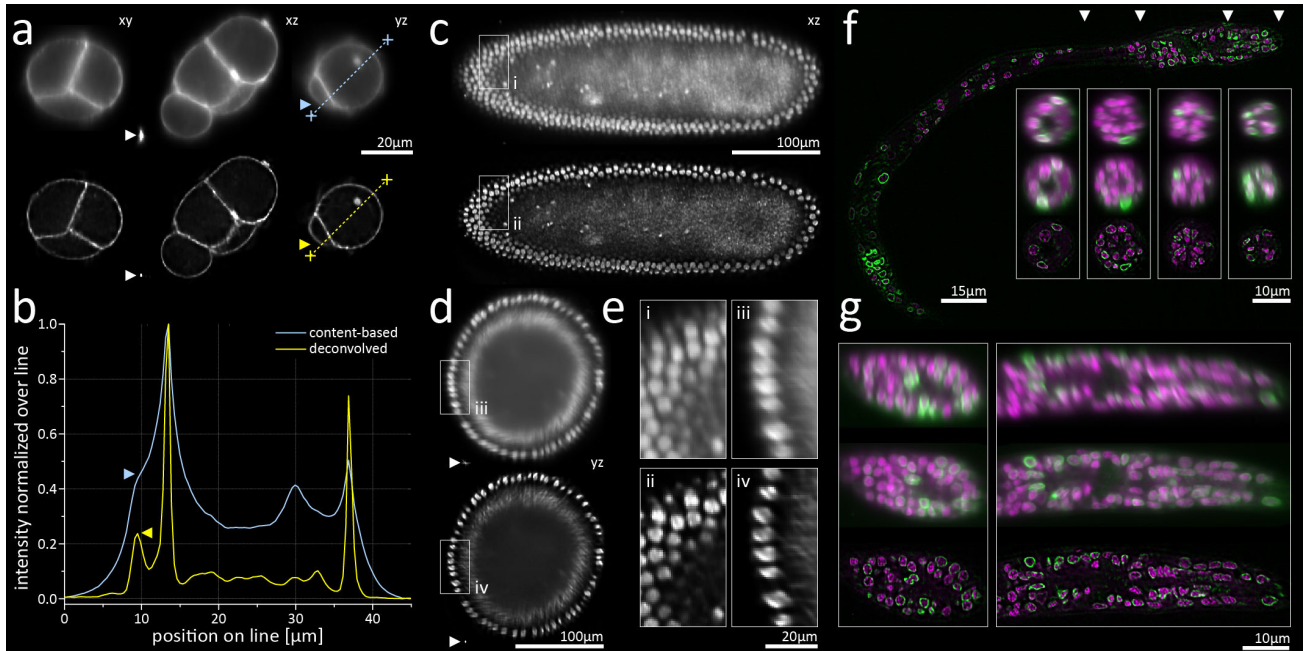 a
xy
xz
yz
20µm
c
xz
i
100µm
ii
f
15µm
10µm
b
intensity normalized over line
1.0
0.8
0.6
0.4
0.2
0.0
content-based
deconvolved
0
10
20
30
40
position on line [µm]
d
iii
yz
iv
100µm
e
i
iii
ii
iv
20µm
g
10µm